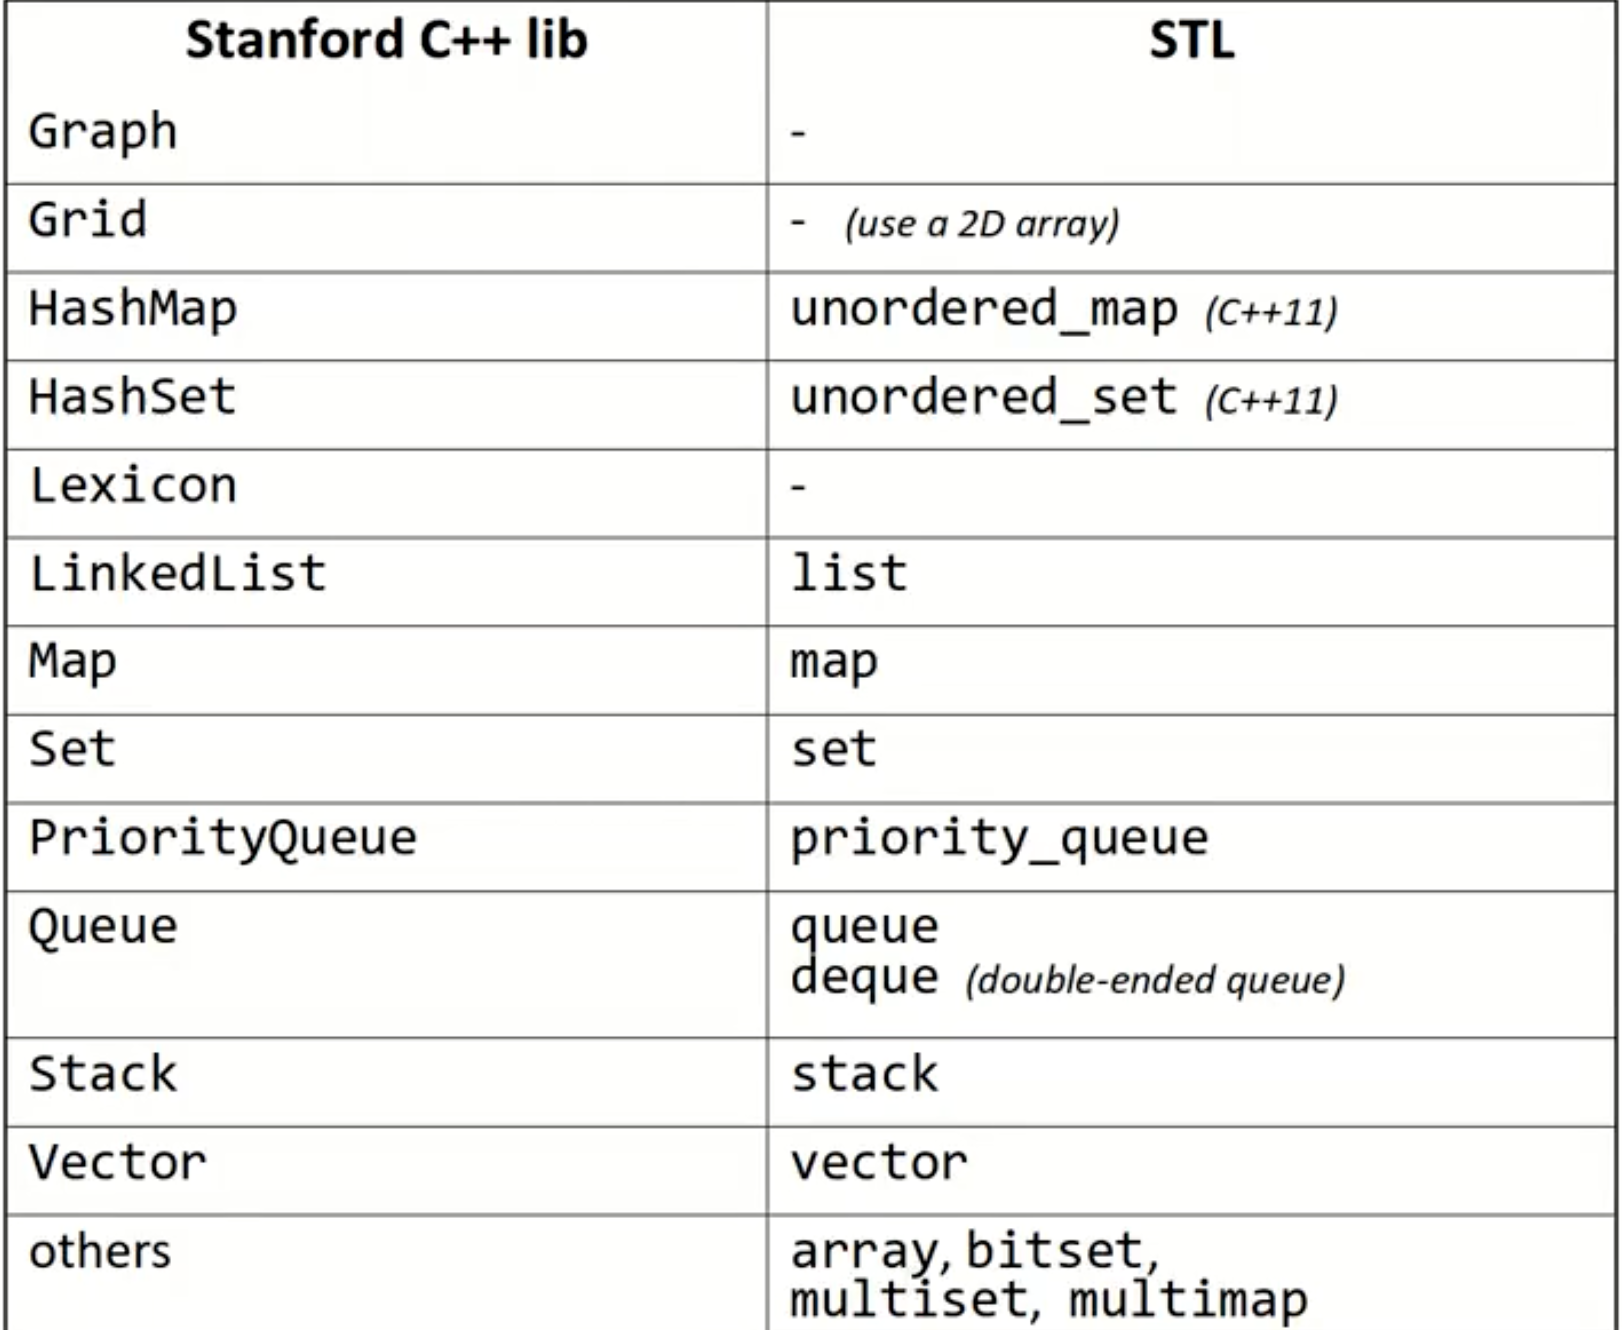 Stanford C++ lib STL
Graph -
Grid - (use a 2D array)
HashMap unordered_map (C++11)
HashSet unordered_set (C++11)
Lexicon -
LinkedList list
Map map
Set set
PriorityQueue priority_queue
Queue queue
deque (double-ended queue)
Stack stack
Vector vector
others array, bitset,
multiset, multimap